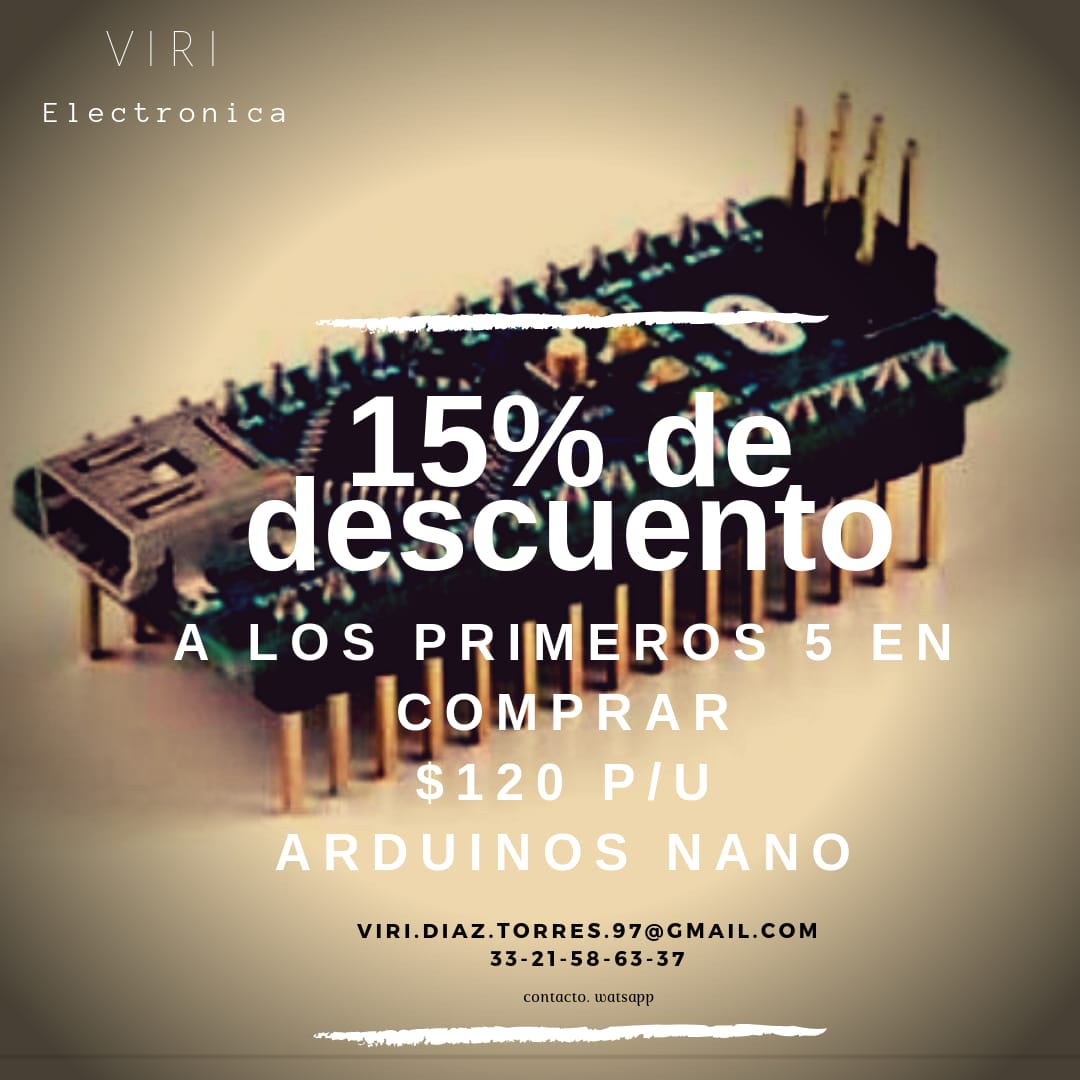 VIRI
Electronica
15% de
descuento
A LOS PRIMEROS 5 EN
COMPRAR
$120 P/U
ARDUINOS NANO
VIRI.DIAZ.TORRES.97@GMAIL.COM
33-21-58-63-37
contacto. watsapp